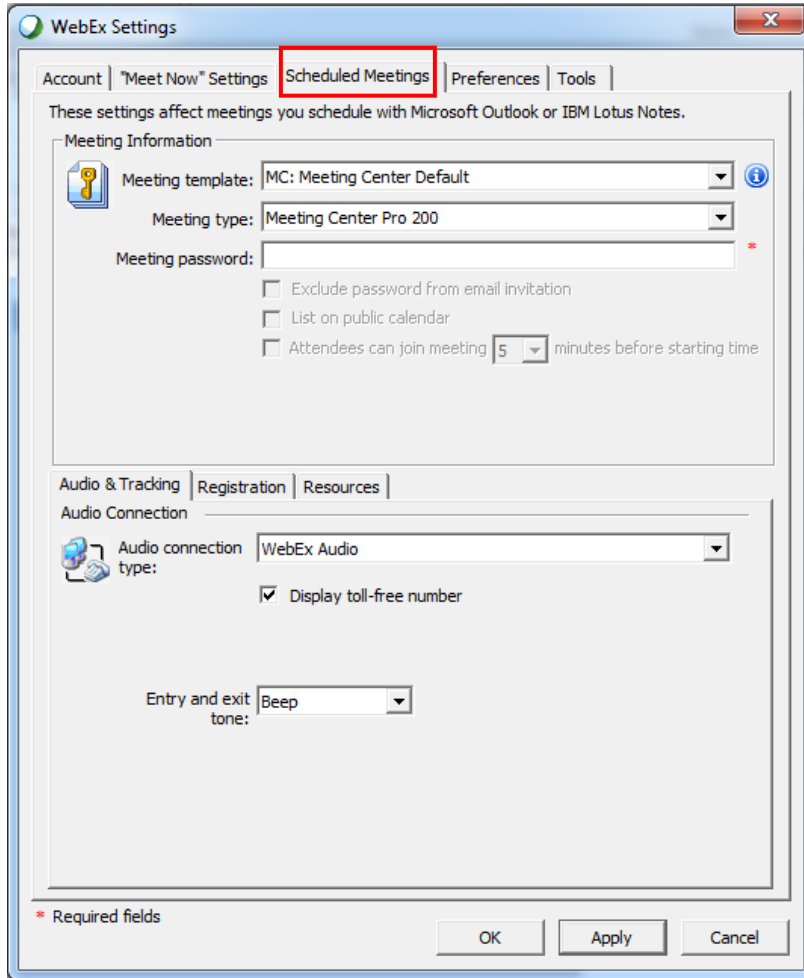 WebEx Settings
Account "Meet Now" Settings Scheduled Meetings Preferences Tools
These settings affect meetings you schedule with Microsoft Outlook or IBM Lotus Notes.
Meeting Information
Meeting template: MC: Meeting Center Default
Meeting type: Meeting Center Pro 200
Meeting password: *
Exclude password from email invitation
List on public calendar
Attendees can join meeting 5 minutes before starting time
Audio & Tracking Registration Resources
Audio Connection
Audio connection type: WebEx Audio
Display toll-free number
Entry and exit tone: Beep
* Required fields
OK Apply Cancel